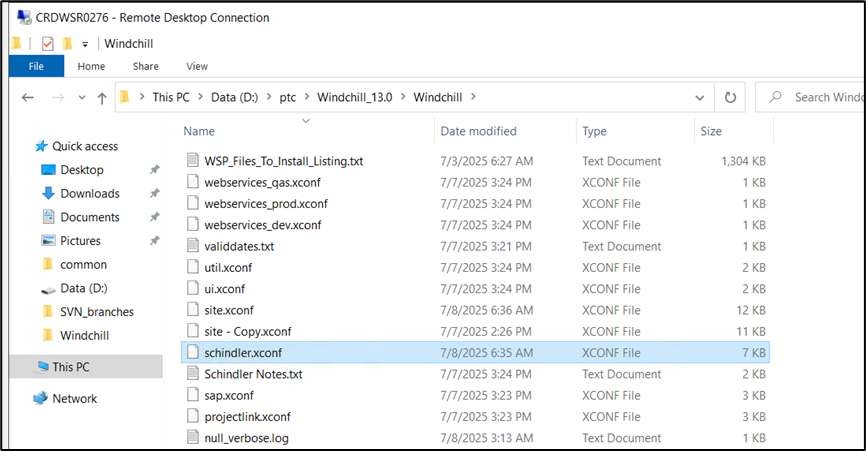 CRDWSR0276 - Remote Desktop Connection
Windchill
File Home Share View
This PC Data (D:) ptc Windchill_13.0 Windchill Search Windc
Name Date modified Type Size
Quick access
Desktop
Downloads
Documents
Pictures
common
Data (D:)
SVN_branches
Windchill
This PC
Network
WSP_Files_To_Install_Listing.txt 7/3/2025 6:27 AM Text Document 1,304 KB
webservices_qas.xconf 7/7/2025 3:24 PM XCONF File 1 KB
webservices_prod.xconf 7/7/2025 3:24 PM XCONF File 1 KB
webservices_dev.xconf 7/7/2025 3:24 PM XCONF File 1 KB
validdates.txt 7/7/2025 3:21 PM Text Document 1 KB
util.xconf 7/7/2025 3:24 PM XCONF File 2 KB
ui.xconf 7/7/2025 3:24 PM XCONF File 2 KB
site.xconf 7/8/2025 6:36 AM XCONF File 12 KB
site - Copy.xconf 7/7/2025 2:26 PM XCONF File 11 KB
schindler.xconf 7/8/2025 6:35 AM XCONF File 7 KB
Schindler Notes.txt 7/7/2025 3:24 PM Text Document 2 KB
sap.xconf 7/7/2025 3:23 PM XCONF File 3 KB
projectlink.xconf 7/7/2025 3:23 PM XCONF File 3 KB
null_verbose.log 7/8/2025 3:13 AM Text Document 1 KB